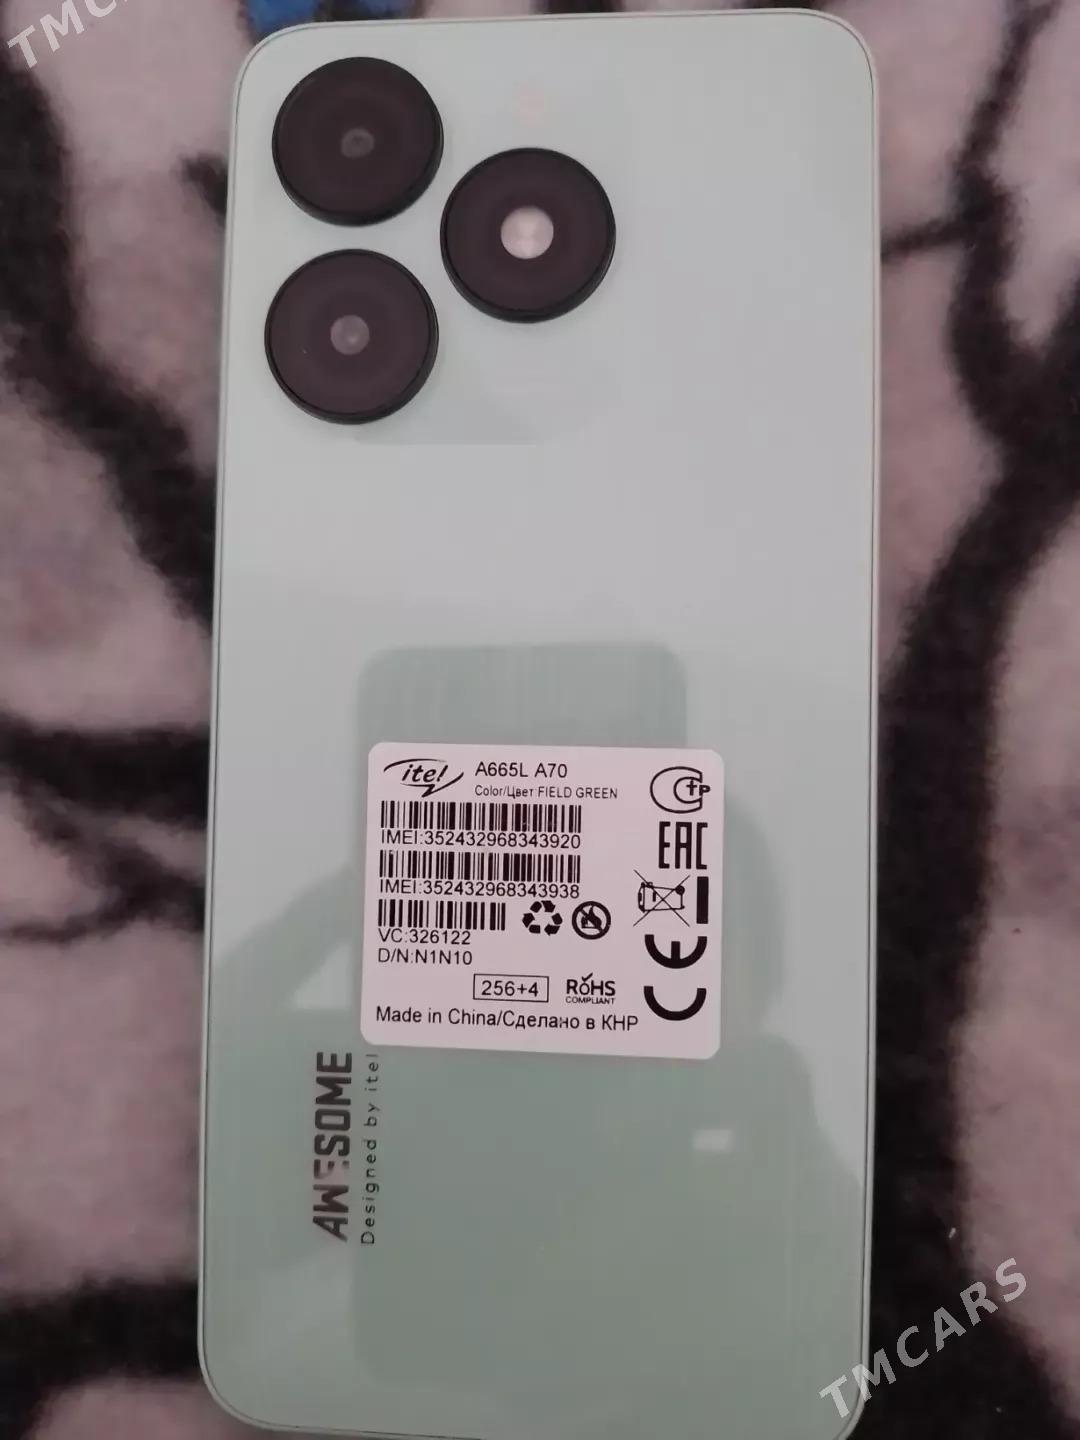 TMC
itel
A665L A70
Color/Цвет:FIELD GREEN
IMEI:352432968343920
IMEI:352432968343938
VC:326122
D/N:N1N10
256+4
RoHS
COMPLIANT
Made in China/Сделано в КНР
СТР
EAC
CE
AWESOME
Designed by itel
TMCARS